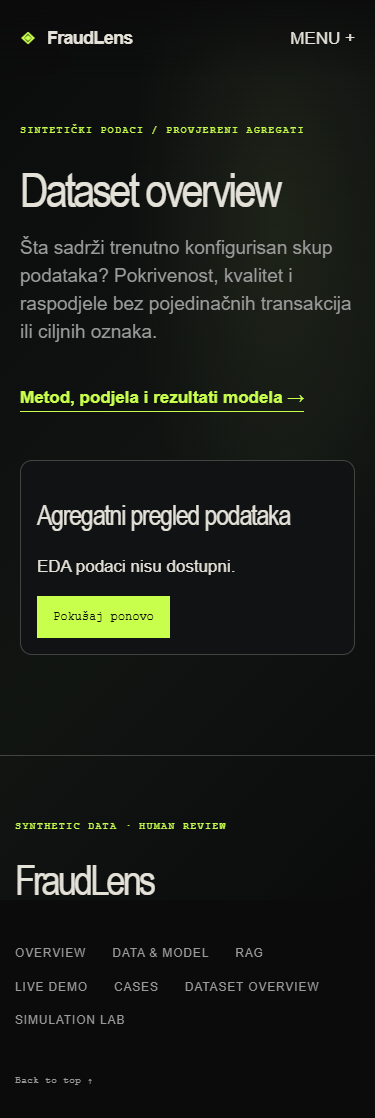 FraudLens
MENU +
SINTETIČKI PODACI / PROVJERENI AGREGATI
Dataset overview
Šta sadrži trenutno konfigurisan skup
podataka? Pokrivenost, kvalitet i
raspodjele bez pojedinačnih transakcija
ili ciljnih oznaka.
Metod, podjela i rezultati modela →
Agregatni pregled podataka
EDA podaci nisu dostupni.
Pokušaj ponovo
SYNTHETIC DATA · HUMAN REVIEW
FraudLens
OVERVIEW DATA & MODEL RAG
LIVE DEMO CASES DATASET OVERVIEW
SIMULATION LAB
Back to top ↑